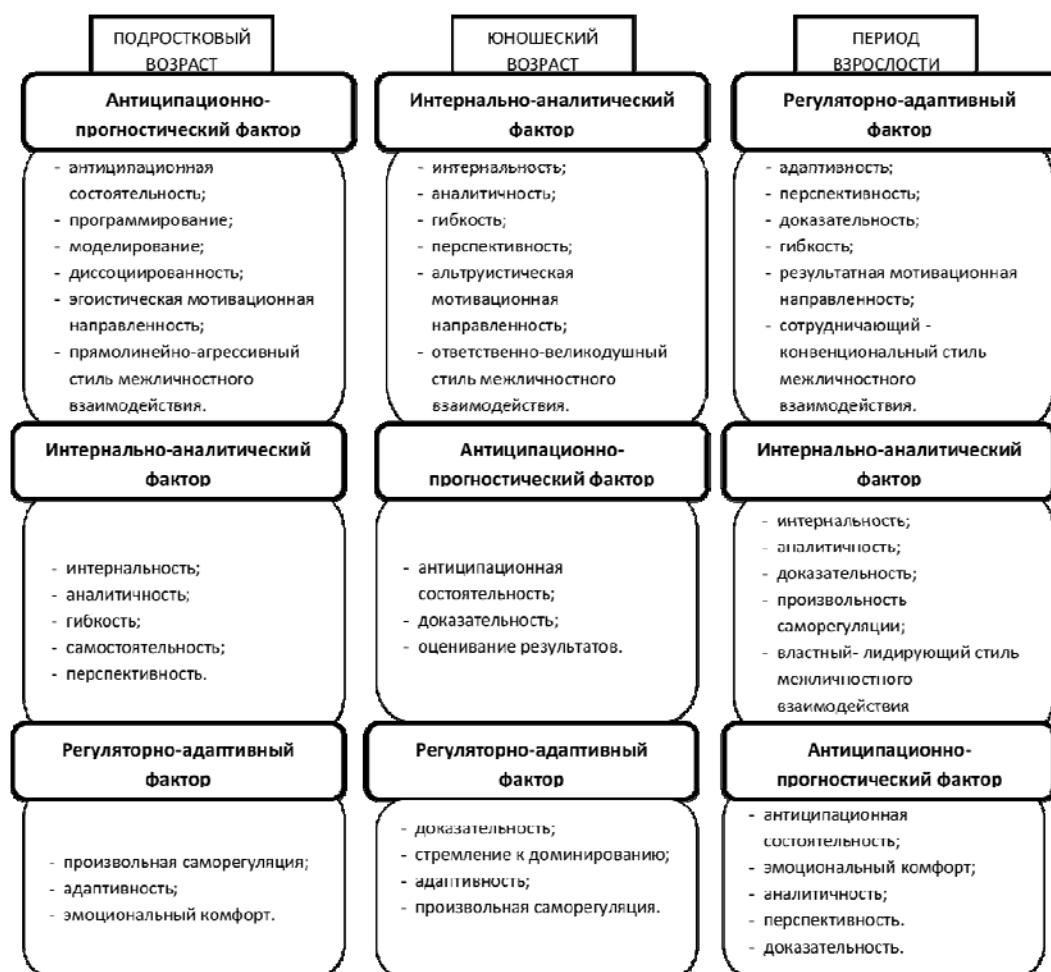 ПОДРОСТКОВЫЙ
ВОЗРАСТ
Антиципационно-
прогностический фактор
- антиципационная
состоятельность;
- программирование;
- моделирование;
- диссоциированность;
- эгоистическая мотивационная
направленность;
- прямолинейно-агрессивный
стиль межличностного
взаимодействия.
Интернально-аналитический
фактор
- интернальность;
- аналитичность;
- гибкость;
- самостоятельность;
- перспективность.
Регуляторно-адаптивный
фактор
- произвольная саморегуляция;
- адаптивность;
- эмоциональный комфорт.
ЮНОШЕСКИЙ
ВОЗРАСТ
Интернально-аналитический
фактор
- интернальность;
- аналитичность;
- гибкость;
- перспективность;
- альтруистическая
мотивационная
направленность;
- ответственно-великодушный
стиль межличностного
взаимодействия.
Антиципационно-
прогностический фактор
- антиципационная
состоятельность;
- доказательность;
- оценивание результатов.
Регуляторно-адаптивный
фактор
- доказательность;
- стремление к доминированию;
- адаптивность;
- произвольная саморегуляция.
ПЕРИОД
ВЗРОСЛОСТИ
Регуляторно-адаптивный
фактор
- адаптивность;
- перспективность;
- доказательность;
- гибкость;
- результатная мотивационная
направленность;
- сотрудничающий -
конвенциональный стиль
межличностного
взаимодействия.
Интернально-аналитический
фактор
- интернальность;
- аналитичность;
- доказательность;
- произвольность
саморегуляции;
- властный- лидирующий стиль
межличностного
взаимодействия
Антиципационно-
прогностический фактор
- антиципационная
состоятельность;
- эмоциональный комфорт;
- аналитичность;
- перспективность.
- доказательность.